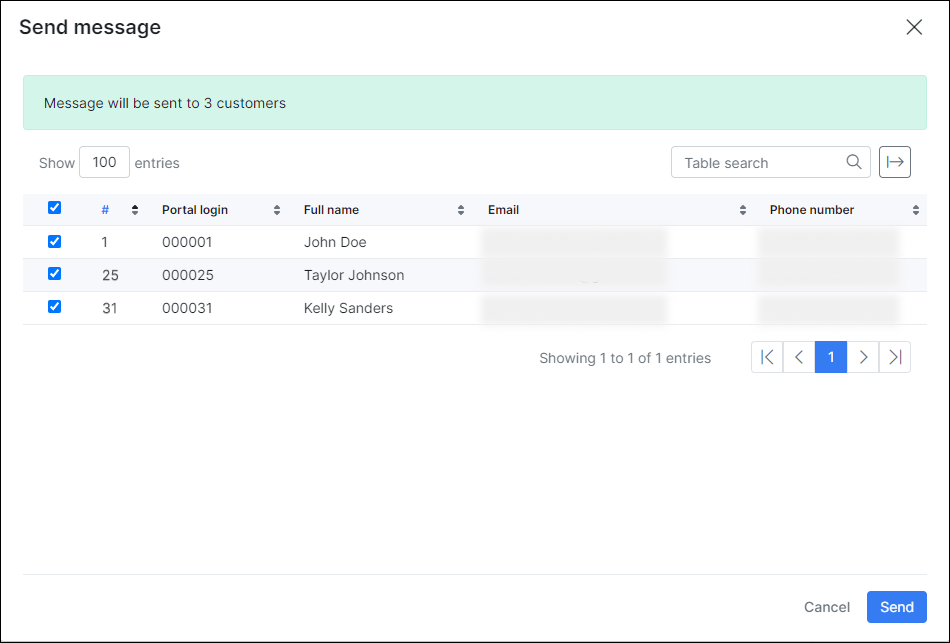 Send message
Message will be sent to 3 customers
Show 100 entries Table search
# Portal login Full name Email Phone number
1 000001 John Doe
25 000025 Taylor Johnson
31 000031 Kelly Sanders
Showing 1 to 1 of 1 entries 1
Cancel Send